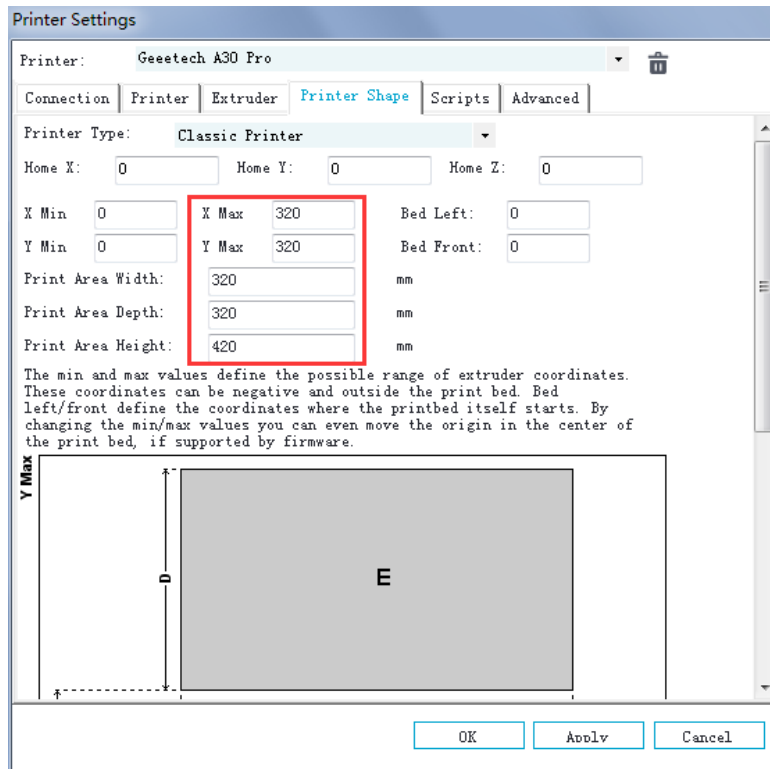 Printer Settings
Printer: Geeetech A30 Pro
Connection Printer Extruder Printer Shape Scripts Advanced
Printer Type: Classic Printer
Home X: 0 Home Y: 0 Home Z: 0
X Min 0 X Max 320 Bed Left: 0
Y Min 0 Y Max 320 Bed Front: 0
Print Area Width: 320 mm
Print Area Depth: 320 mm
Print Area Height: 420 mm
The min and max values define the possible range of extruder coordinates.
These coordinates can be negative and outside the print bed. Bed
left/front define the coordinates where the printbed itself starts. By
changing the min/max values you can even move the origin in the center of
the print bed, if supported by firmware.
Y Max
D
E
OK Apply Cancel